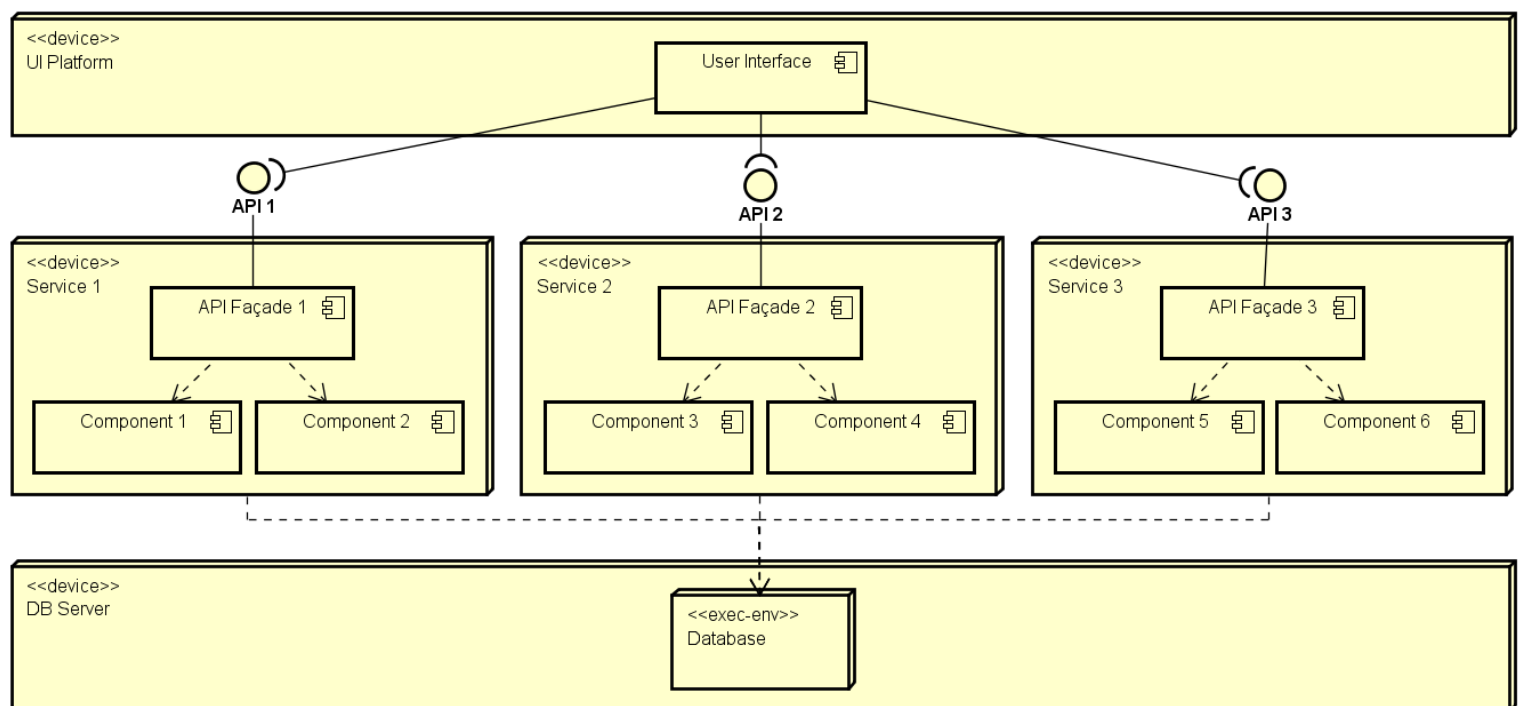 <<device>>
UI Platform
User Interface
API 1
API 2
API 3
<<device>>
Service 1
API Façade 1
Component 1
Component 2
<<device>>
Service 2
API Façade 2
Component 3
Component 4
<<device>>
Service 3
API Façade 3
Component 5
Component 6
<<device>>
DB Server
<<exec-env>>
Database